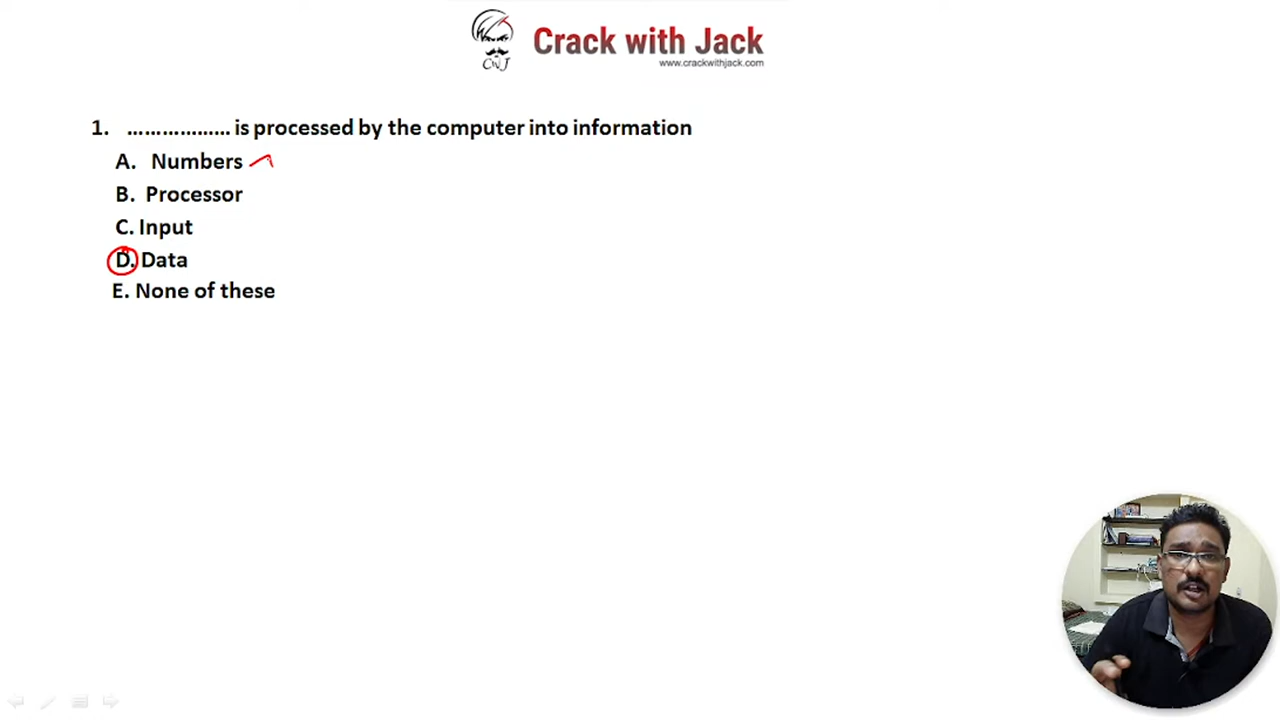 CWJ
Crack with Jack
www.crackwithjack.com
1. .................. is processed by the computer into information
A. Numbers
B. Processor
C. Input
D. Data
E. None of these